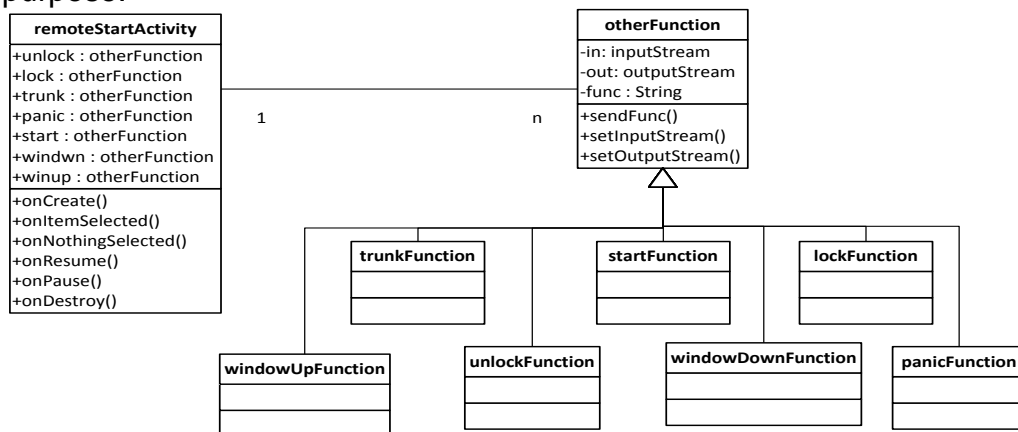 purpose.
remoteStartActivity
+unlock : otherFunction
+lock : otherFunction
+trunk : otherFunction
+panic : otherFunction
+start : otherFunction
+windwn : otherFunction
+winup : otherFunction
+onCreate()
+onItemSelected()
+onNothingSelected()
+onResume()
+onPause()
+onDestroy()
1
n
otherFunction
-in: inputStream
-out: outputStream
-func : String
+sendFunc()
+setInputStream()
+setOutputStream()
trunkFunction
startFunction
lockFunction
windowUpFunction
unlockFunction
windowDownFunction
panicFunction